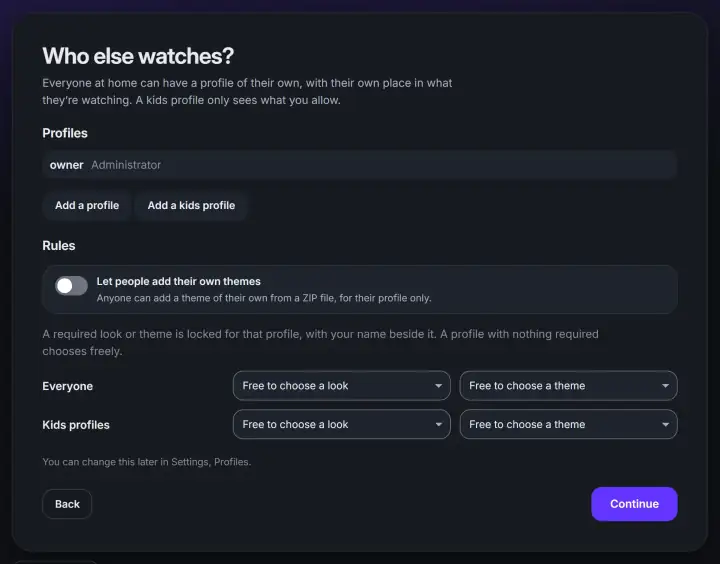 Who else watches?
Everyone at home can have a profile of their own, with their own place in what
they're watching. A kids profile only sees what you allow.
Profiles
owner Administrator
Add a profile Add a kids profile
Rules
Let people add their own themes
Anyone can add a theme of their own from a ZIP file, for their profile only.
A required look or theme is locked for that profile, with your name beside it. A profile with nothing required
chooses freely.
Everyone Free to choose a look Free to choose a theme
Kids profiles Free to choose a look Free to choose a theme
You can change this later in Settings, Profiles.
Back Continue